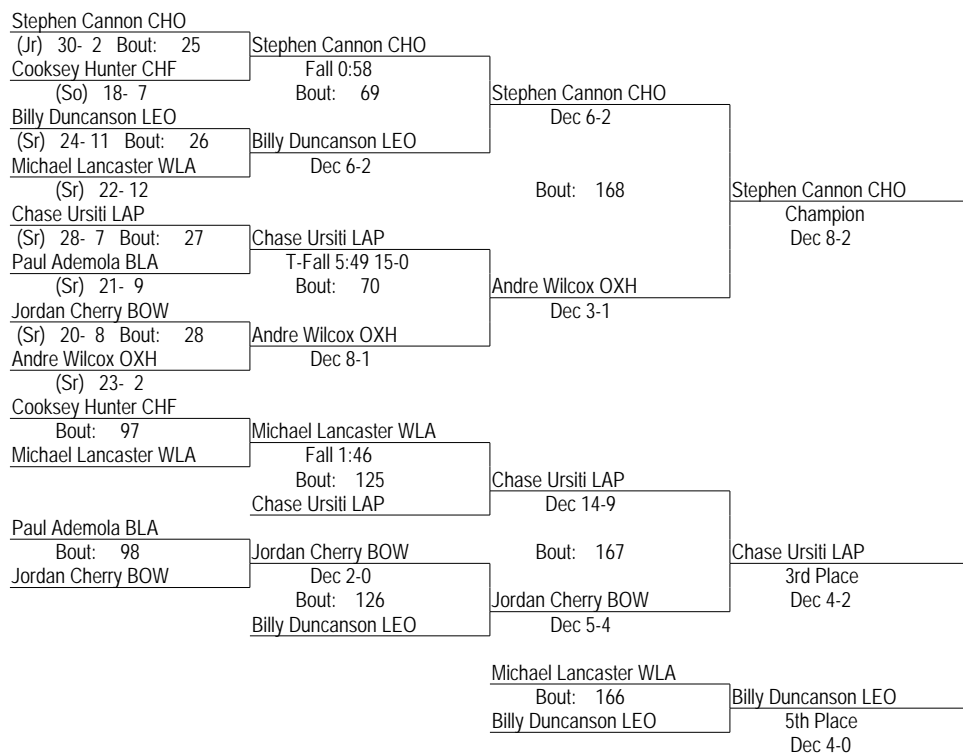 Stephen Cannon CHO
(Jr) 30- 2 Bout: 25
Stephen Cannon CHO
Cooksey Hunter CHF
Fall 0:58
(So) 18- 7
Bout: 69
Stephen Cannon CHO
Billy Duncanson LEO
Dec 6-2
(Sr) 24- 11 Bout: 26
Billy Duncanson LEO
Michael Lancaster WLA
Dec 6-2
(Sr) 22- 12
Bout: 168
Stephen Cannon CHO
Chase Ursiti LAP
Champion
(Sr) 28- 7 Bout: 27
Chase Ursiti LAP
Dec 8-2
Paul Ademola BLA
T-Fall 5:49 15-0
(Sr) 21- 9
Bout: 70
Andre Wilcox OXH
Jordan Cherry BOW
Dec 3-1
(Sr) 20- 8 Bout: 28
Andre Wilcox OXH
Andre Wilcox OXH
Dec 8-1
(Sr) 23- 2
Cooksey Hunter CHF
Bout: 97
Michael Lancaster WLA
Michael Lancaster WLA
Fall 1:46
Bout: 125
Chase Ursiti LAP
Chase Ursiti LAP
Dec 14-9
Paul Ademola BLA
Bout: 98
Jordan Cherry BOW
Bout: 167
Chase Ursiti LAP
Jordan Cherry BOW
Dec 2-0
3rd Place
Bout: 126
Jordan Cherry BOW
Dec 4-2
Billy Duncanson LEO
Dec 5-4
Michael Lancaster WLA
Bout: 166
Billy Duncanson LEO
Billy Duncanson LEO
5th Place
Dec 4-0